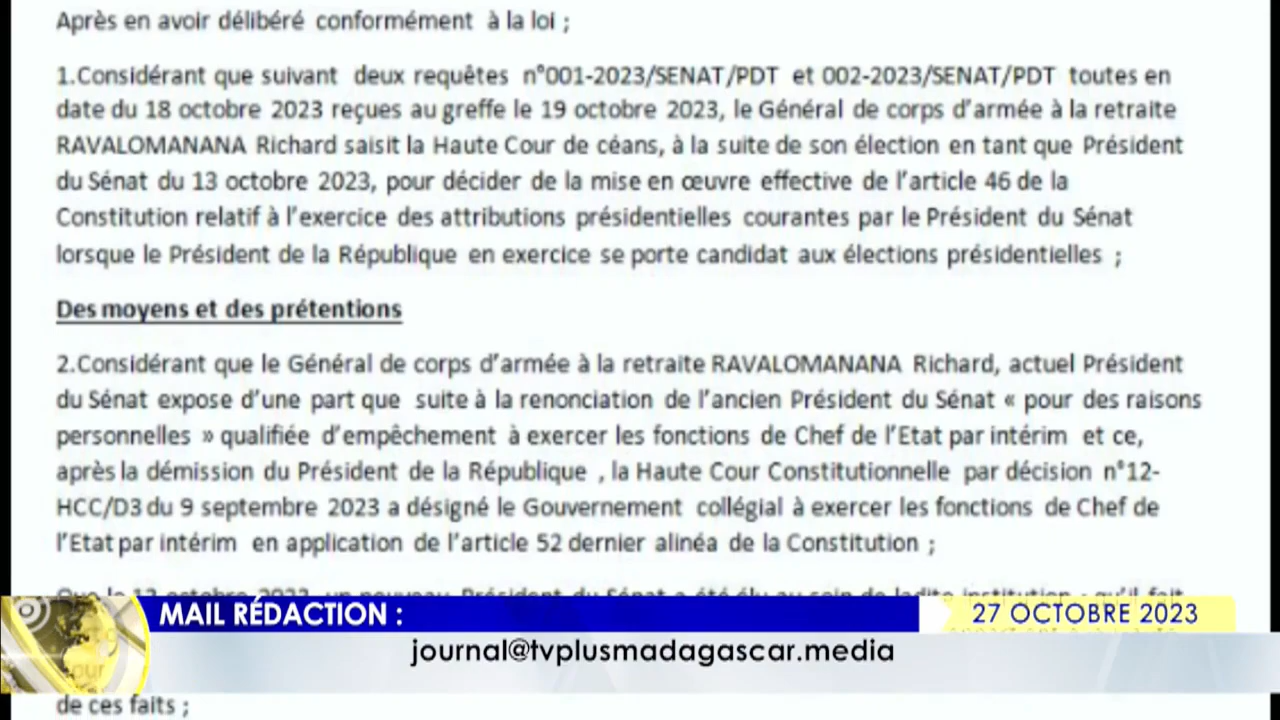 Après en avoir délibéré conformément à la loi ;
1.Considérant que suivant deux requêtes n°001-2023/SENAT/PDT et 002-2023/SENAT/PDT toutes en
date du 18 octobre 2023 reçues au greffe le 19 octobre 2023, le Général de corps d'armée à la retraite
RAVALOMANANA Richard saisit la Haute Cour de céans, à la suite de son élection en tant que Président
du Sénat du 13 octobre 2023, pour décider de la mise en œuvre effective de l'article 46 de la
Constitution relatif à l'exercice des attributions présidentielles courantes par le Président du Sénat
lorsque le Président de la République en exercice se porte candidat aux élections présidentielles ;
Des moyens et des prétentions
2.Considérant que le Général de corps d'armée à la retraite RAVALOMANANA Richard, actuel Président
du Sénat expose d'une part que suite à la renonciation de l'ancien Président du Sénat « pour des raisons
personnelles » qualifiée d'empêchement à exercer les fonctions de Chef de l'Etat par intérim et ce,
après la démission du Président de la République , la Haute Cour Constitutionnelle par décision n°12-
HCC/D3 du 9 septembre 2023 a désigné le Gouvernement collégial à exercer les fonctions de Chef de
l'Etat par intérim en application de l'article 52 dernier alinéa de la Constitution ;
MAIL RÉDACTION :
27 OCTOBRE 2023
journal@tvplusmadagascar.media
de ces faits ;